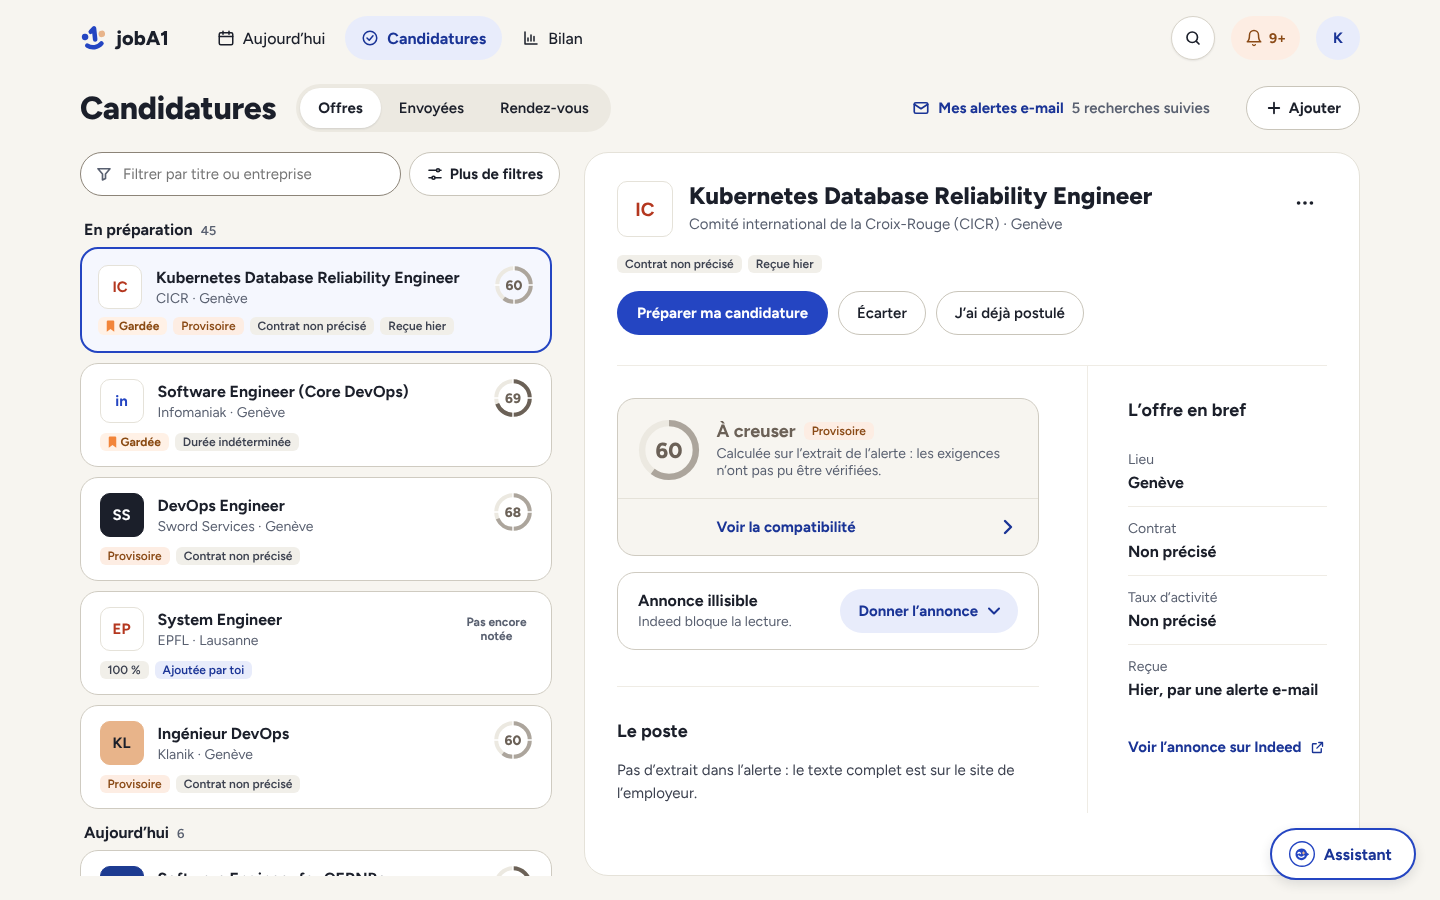 jobA1
Aujourd’hui
Candidatures
Bilan
9+
K
Candidatures
Offres
Envoyées
Rendez-vous
Mes alertes e-mail 5 recherches suivies
Ajouter
Filtrer par titre ou entreprise
Plus de filtres
En préparation 45
IC
Kubernetes Database Reliability Engineer
CICR · Genève
60
Gardée Provisoire Contrat non précisé Reçue hier
in
Software Engineer (Core DevOps)
Infomaniak · Genève
69
Gardée Durée indéterminée
SS
DevOps Engineer
Sword Services · Genève
68
Provisoire Contrat non précisé
EP
System Engineer
EPFL · Lausanne
Pas encore
notée
100 % Ajoutée par toi
KL
Ingénieur DevOps
Klanik · Genève
60
Provisoire Contrat non précisé
Aujourd’hui 6
IC
Kubernetes Database Reliability Engineer
Comité international de la Croix-Rouge (CICR) · Genève
Contrat non précisé Reçue hier
Préparer ma candidature
Écarter
J’ai déjà postulé
60
À creuser Provisoire
Calculée sur l’extrait de l’alerte : les exigences
n’ont pas pu être vérifiées.
Voir la compatibilité
Annonce illisible
Indeed bloque la lecture.
Donner l’annonce
Le poste
Pas d’extrait dans l’alerte : le texte complet est sur le site de
l’employeur.
L’offre en bref
Lieu
Genève
Contrat
Non précisé
Taux d’activité
Non précisé
Reçue
Hier, par une alerte e-mail
Voir l’annonce sur Indeed
Assistant